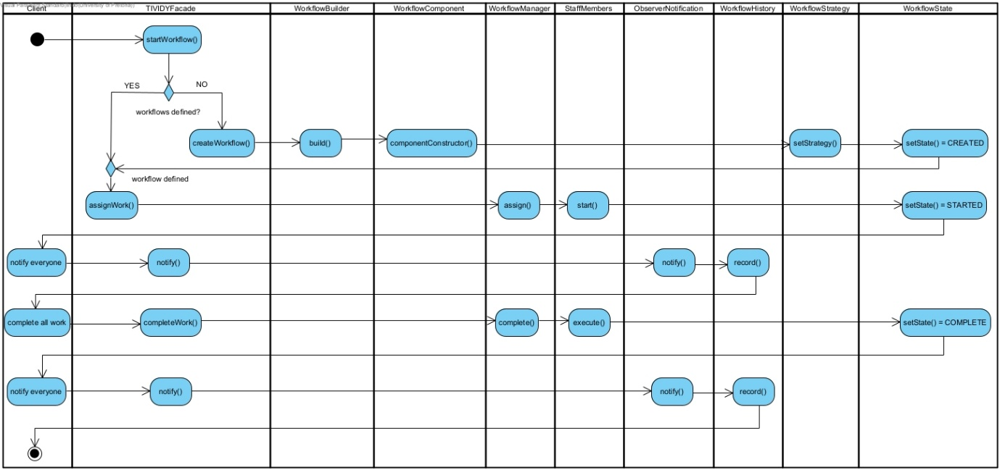 Client TIVIDYFacade WorkflowBuilder WorkflowComponent WorkflowManager StaffMembers ObserverNotification WorkflowHistory WorkflowStrategy WorkflowState
startWorkflow()
YES NO
workflows defined?
createWorkflow() build() componentConstructor() setStrategy() setState() = CREATED
workflow defined
assignWork() assign() start() setState() = STARTED
notify everyone notify() notify() record()
complete all work completeWork() complete() execute() setState() = COMPLETE
notify everyone notify() notify() record()